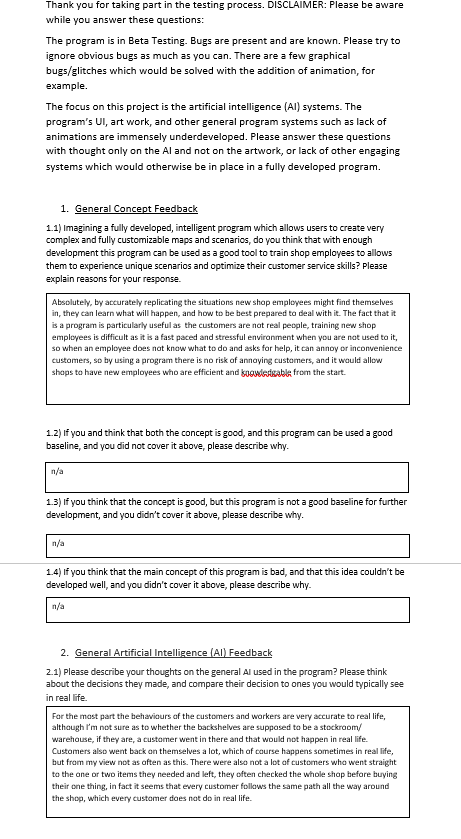 Thank you for taking part in the testing process. DISCLAIMER: Please be aware
while you answer these questions:
The program is in Beta Testing. Bugs are present and are known. Please try to
ignore obvious bugs as much as you can. There are a few graphical
bugs/glitches which would be solved with the addition of animation, for
example.
The focus on this project is the artificial intelligence (AI) systems. The
program's UI, art work, and other general program systems such as lack of
animations are immensely underdeveloped. Please answer these questions
with thought only on the AI and not on the artwork, or lack of other engaging
systems which would otherwise be in place in a fully developed program.
1. General Concept Feedback
1.1) Imagining a fully developed, intelligent program which allows users to create very
complex and fully customizable maps and scenarios, do you think that with enough
development this program can be used as a good tool to train shop employees to allows
them to experience unique scenarios and optimize their customer service skills? Please
explain reasons for your response.
Absolutely, by accurately replicating the situations new shop employees might find themselves
in, they can learn what will happen, and how to be best prepared to deal with it. The fact that it
is a program is particularly useful as the customers are not real people, training new shop
employees is difficult as it is a fast paced and stressful environment when you are not used to it,
so when an employee does not know what to do and asks for help, it can annoy or inconvenience
customers, so by using a program there is no risk of annoying customers, and it would allow
shops to have new employees who are efficient and knowledgable from the start.
1.2) If you and think that both the concept is good, and this program can be used a good
baseline, and you did not cover it above, please describe why.
n/a
1.3) If you think that the concept is good, but this program is not a good baseline for further
development, and you didn't cover it above, please describe why.
n/a
1.4) If you think that the main concept of this program is bad, and that this idea couldn't be
developed well, and you didn't cover it above, please describe why.
n/a
2. General Artificial Intelligence (AI) Feedback
2.1) Please describe your thoughts on the general AI used in the program? Please think
about the decisions they made, and compare their decision to ones you would typically see
in real life.
For the most part the behaviours of the customers and workers are very accurate to real life,
although I'm not sure as to whether the backshelves are supposed to be a stockroom/
warehouse, if they are, a customer went in there and that would not happen in real life.
Customers also went back on themselves a lot, which of course happens sometimes in real life,
but from my view not as often as this. There were also not a lot of customers who went straight
to the one or two items they needed and left, they often checked the whole shop before buying
their one thing, in fact it seems that every customer follows the same path all the way around
the shop, which every customer does not do in real life.